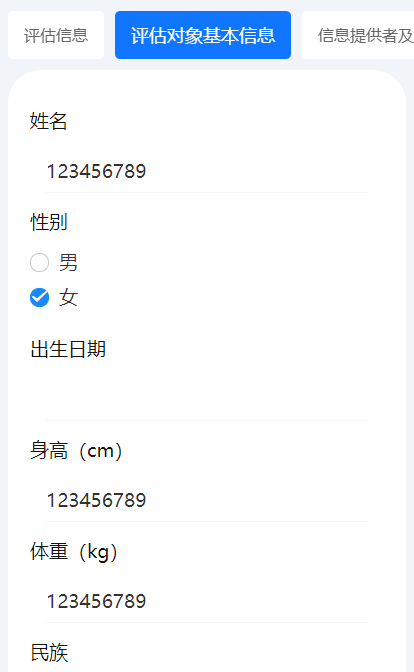 评估信息
评估对象基本信息
信息提供者及
姓名
123456789
性别
男
女
出生日期
身高（cm）
123456789
体重（kg）
123456789
民族